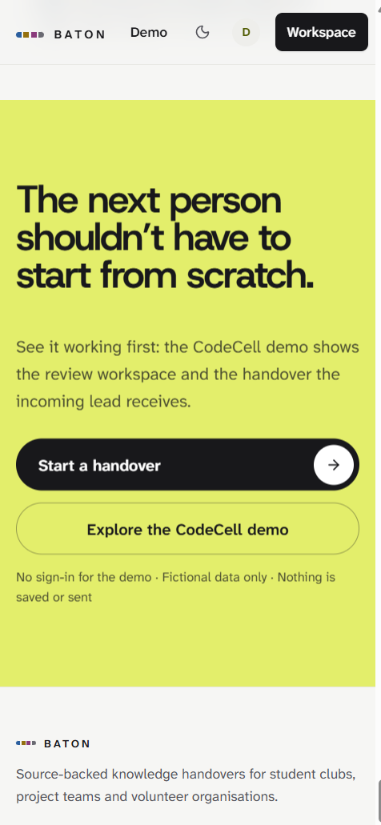 BATON Demo D Workspace
The next person
shouldn’t have to
start from scratch.
See it working first: the CodeCell demo shows
the review workspace and the handover the
incoming lead receives.
Start a handover
Explore the CodeCell demo
No sign-in for the demo · Fictional data only · Nothing is
saved or sent
BATON
Source-backed knowledge handovers for student clubs,
project teams and volunteer organisations.